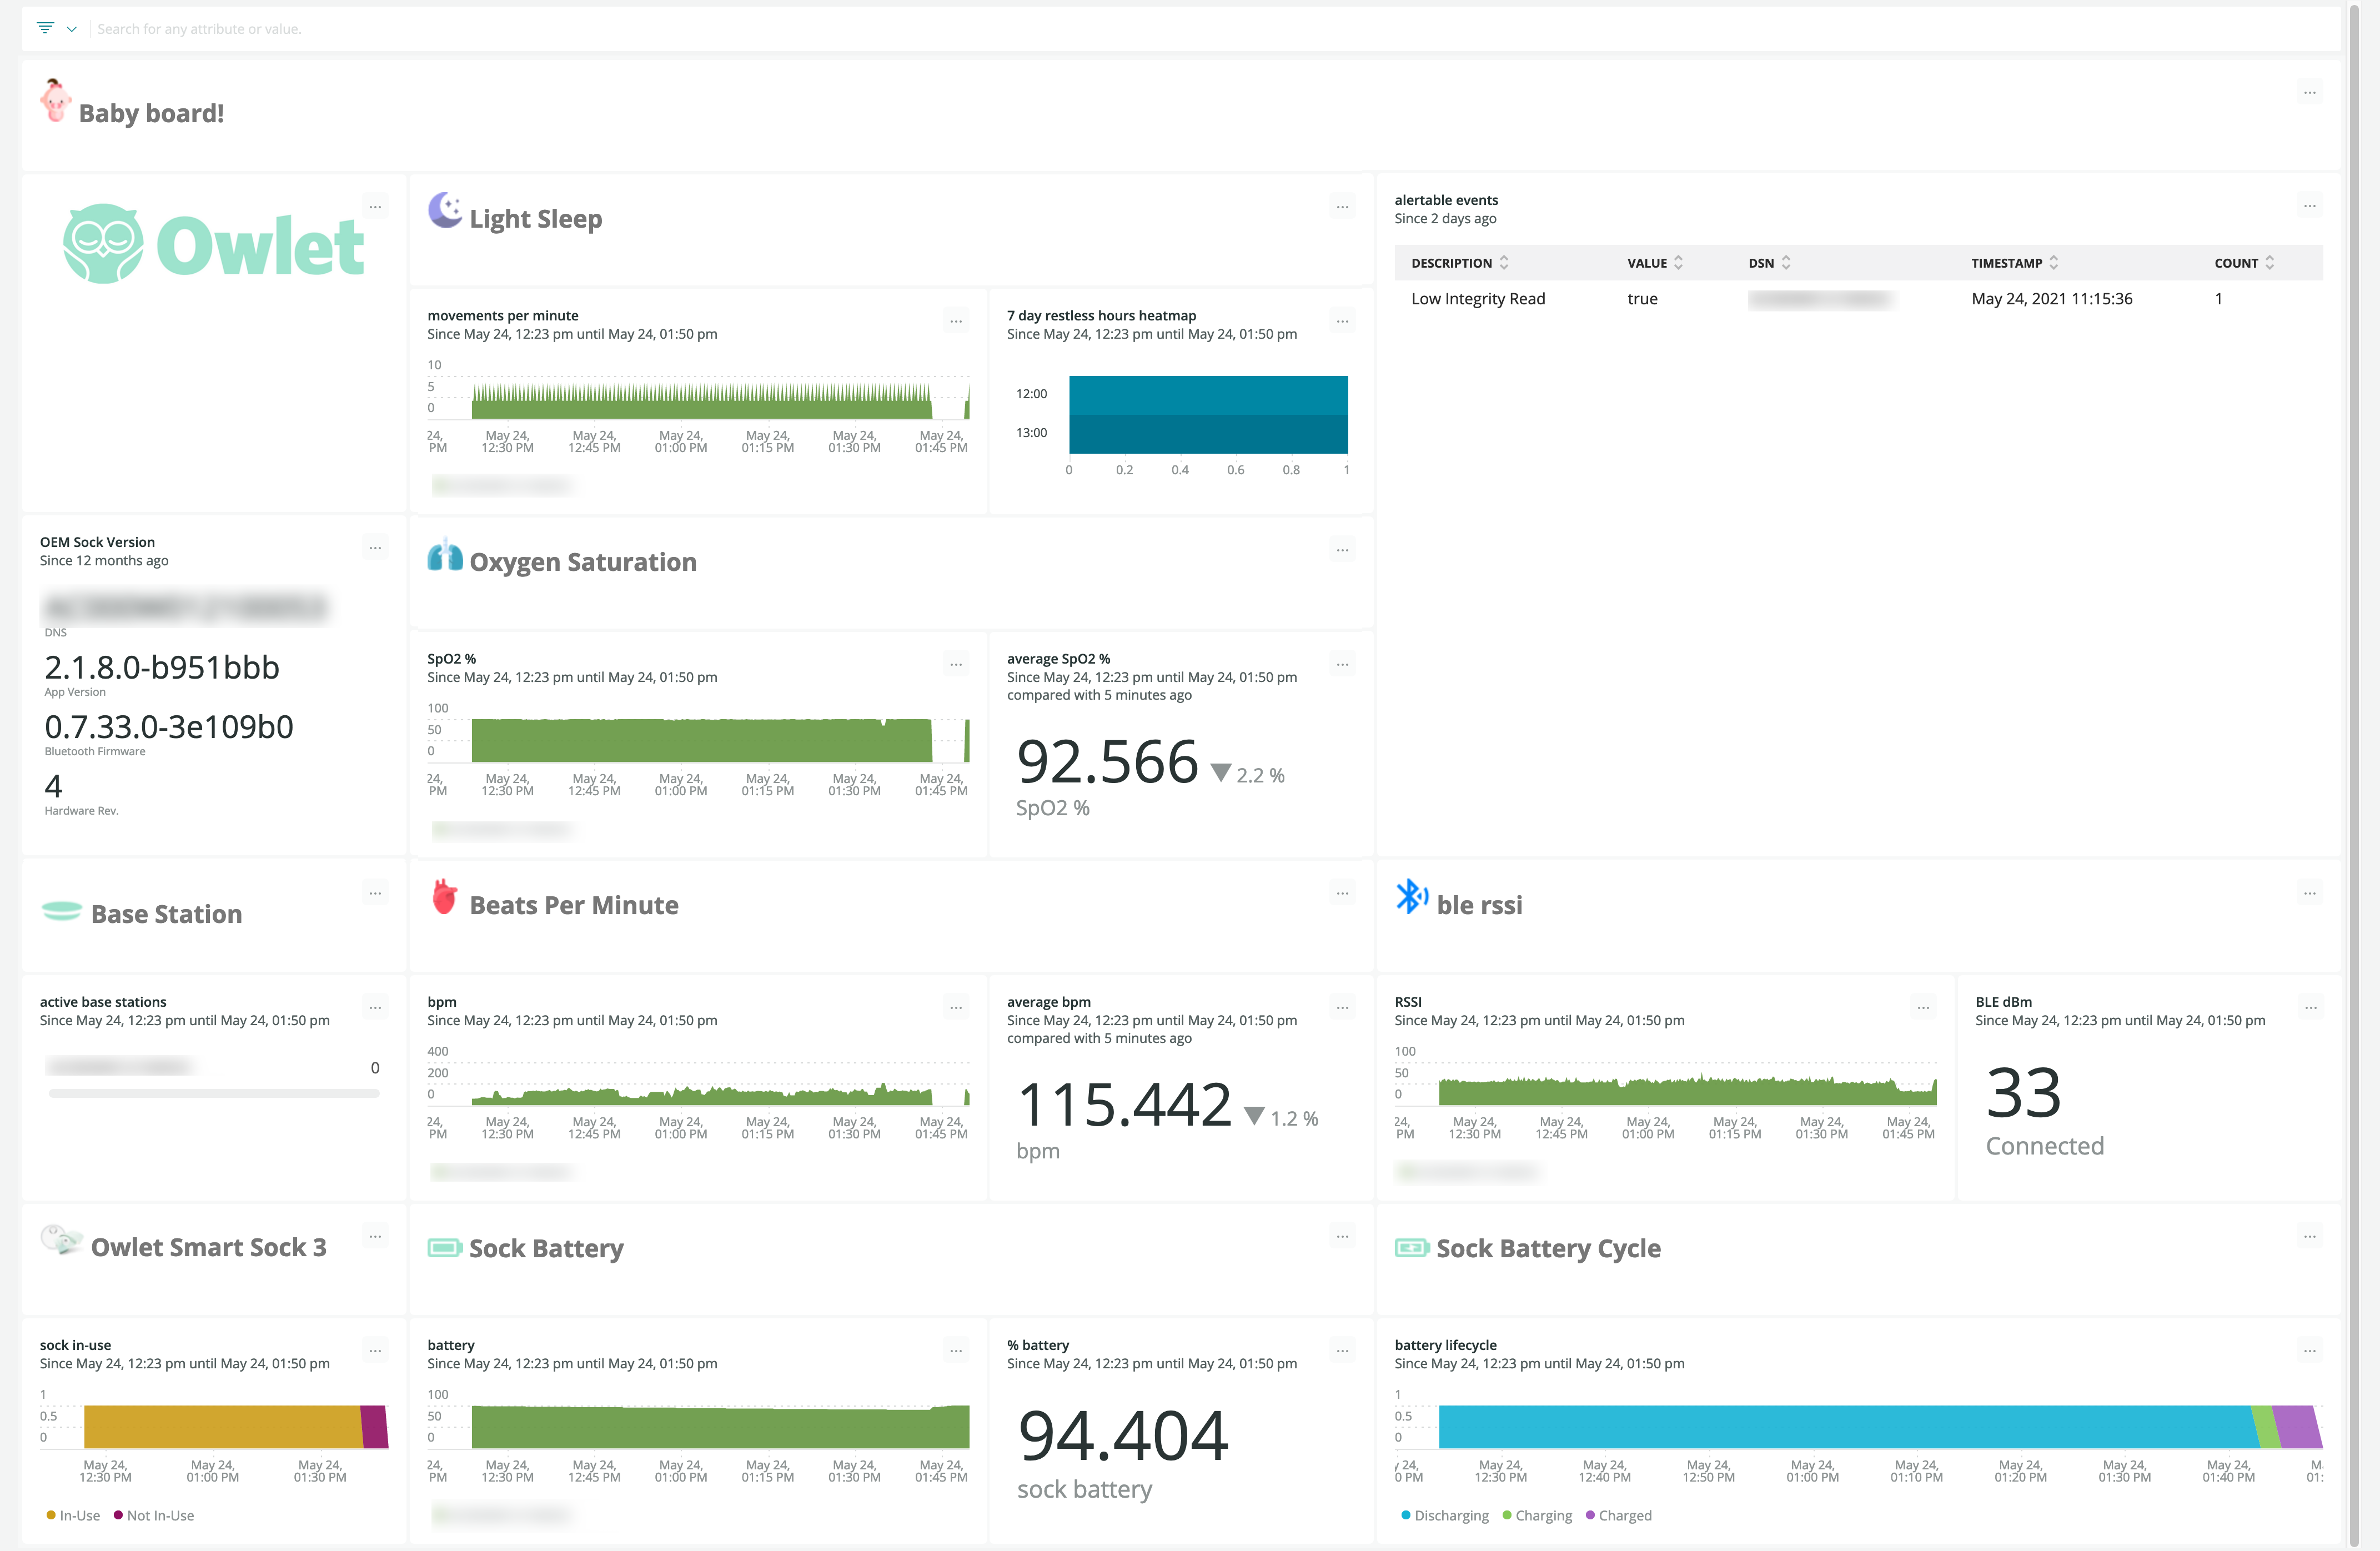 Search for any attribute or value.
Baby board!
Owlet
Light Sleep
movements per minute
Since May 24, 12:23 pm until May 24, 01:50 pm
10
5
0
24, PM
May 24, 12:30 PM
May 24, 12:45 PM
May 24, 01:00 PM
May 24, 01:15 PM
May 24, 01:30 PM
May 24, 01:45 PM
7 day restless hours heatmap
Since May 24, 12:23 pm until May 24, 01:50 pm
12:00
13:00
0 0.2 0.4 0.6 0.8 1
alertable events
Since 2 days ago
DESCRIPTION VALUE DSN TIMESTAMP COUNT
Low Integrity Read true May 24, 2021 11:15:36 1
OEM Sock Version
Since 12 months ago
DNS
2.1.8.0-b951bbb
App Version
0.7.33.0-3e109b0
Bluetooth Firmware
4
Hardware Rev.
Oxygen Saturation
SpO2 %
Since May 24, 12:23 pm until May 24, 01:50 pm
100
50
0
24, PM
May 24, 12:30 PM
May 24, 12:45 PM
May 24, 01:00 PM
May 24, 01:15 PM
May 24, 01:30 PM
May 24, 01:45 PM
average SpO2 %
Since May 24, 12:23 pm until May 24, 01:50 pm
compared with 5 minutes ago
92.566 2.2 %
SpO2 %
Base Station
active base stations
Since May 24, 12:23 pm until May 24, 01:50 pm
0
Beats Per Minute
bpm
Since May 24, 12:23 pm until May 24, 01:50 pm
400
200
0
24, PM
May 24, 12:30 PM
May 24, 12:45 PM
May 24, 01:00 PM
May 24, 01:15 PM
May 24, 01:30 PM
May 24, 01:45 PM
average bpm
Since May 24, 12:23 pm until May 24, 01:50 pm
compared with 5 minutes ago
115.442 1.2 %
bpm
ble rssi
RSSI
Since May 24, 12:23 pm until May 24, 01:50 pm
100
50
0
24, PM
May 24, 12:30 PM
May 24, 12:45 PM
May 24, 01:00 PM
May 24, 01:15 PM
May 24, 01:30 PM
May 24, 01:45 PM
BLE dBm
Since May 24, 12:23 pm until May 24, 01:50 pm
33
Connected
Owlet Smart Sock 3
sock in-use
Since May 24, 12:23 pm until May 24, 01:50 pm
1
0.5
0
May 24, 12:30 PM
May 24, 01:00 PM
May 24, 01:30 PM
In-Use Not In-Use
Sock Battery
battery
Since May 24, 12:23 pm until May 24, 01:50 pm
100
50
0
24, PM
May 24, 12:30 PM
May 24, 12:45 PM
May 24, 01:00 PM
May 24, 01:15 PM
May 24, 01:30 PM
May 24, 01:45 PM
% battery
Since May 24, 12:23 pm until May 24, 01:50 pm
94.404
sock battery
Sock Battery Cycle
battery lifecycle
Since May 24, 12:23 pm until May 24, 01:50 pm
1
0.5
0
24, 0 PM
May 24, 12:30 PM
May 24, 12:40 PM
May 24, 12:50 PM
May 24, 01:00 PM
May 24, 01:10 PM
May 24, 01:20 PM
May 24, 01:30 PM
May 24, 01:40 PM
Discharging Charging Charged